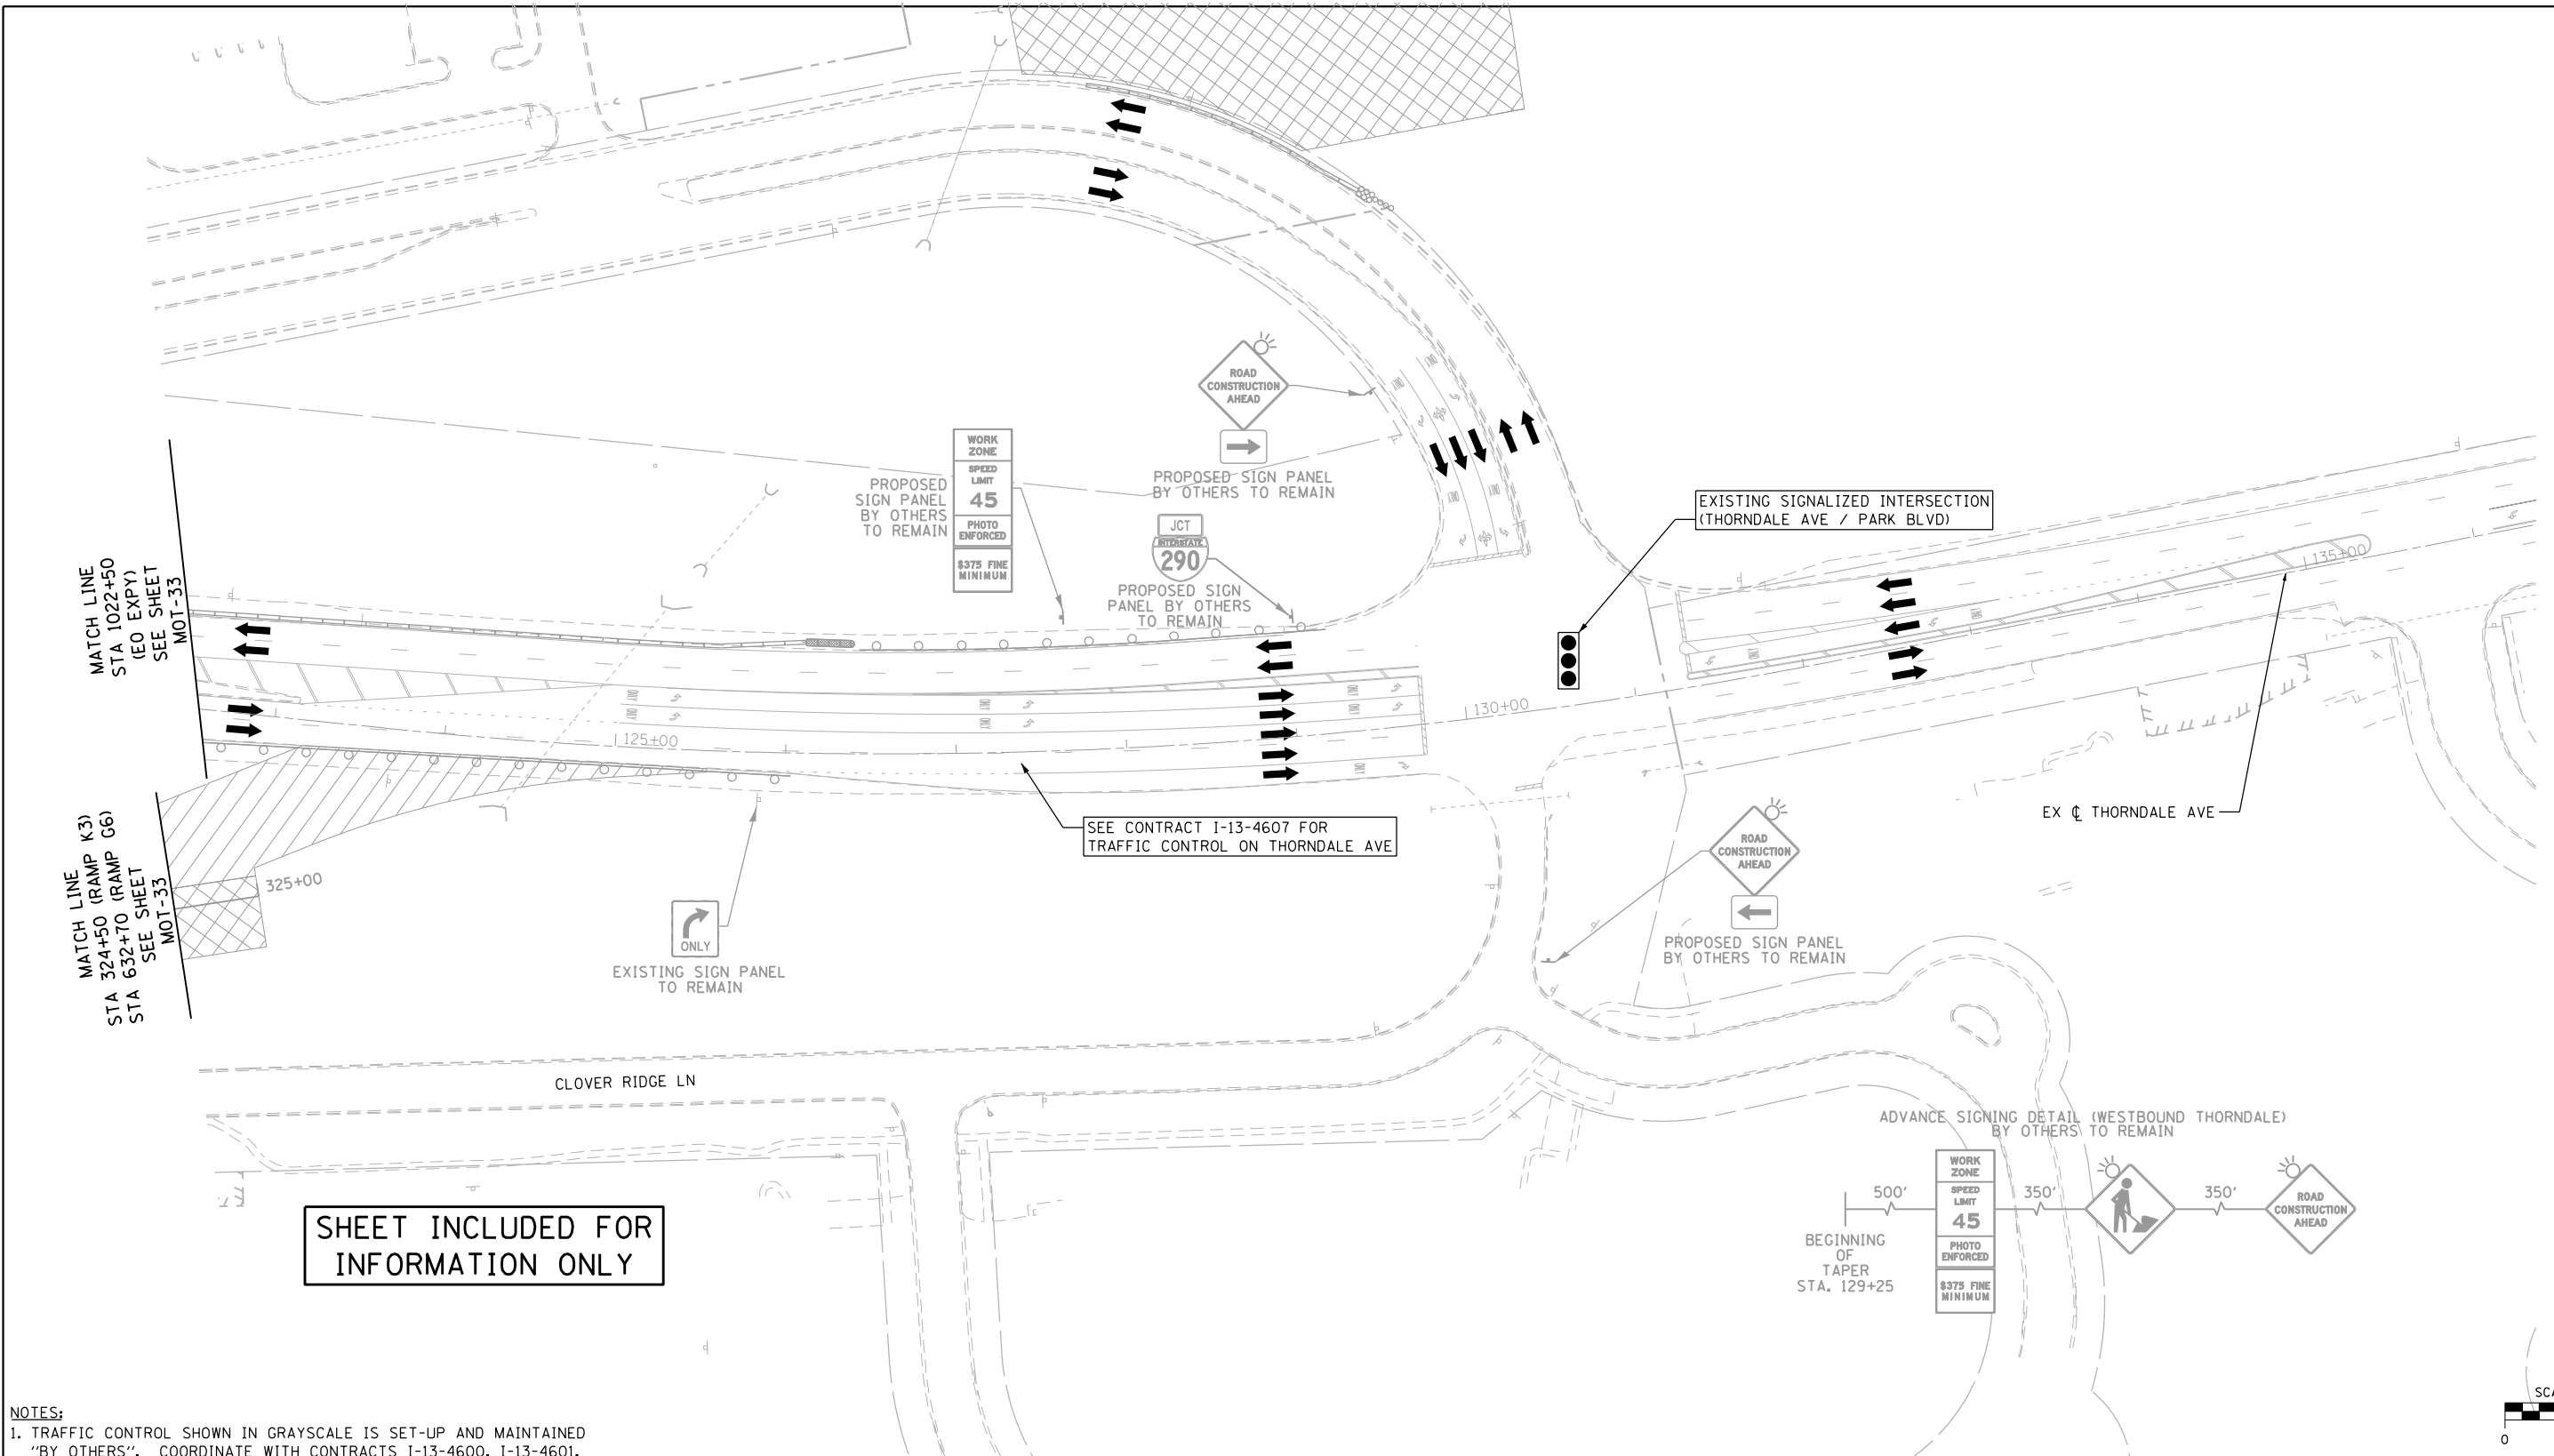 ROAD
CONSTRUCTION
AHEAD
PROPOSED SIGN PANEL
BY OTHERS TO REMAIN
WORK
ZONE
SPEED
LIMIT
45
PHOTO
ENFORCED
$375 FINE
MINIMUM
PROPOSED
SIGN PANEL
BY OTHERS
TO REMAIN
JCT
INTERSTATE
290
PROPOSED SIGN
PANEL BY OTHERS
TO REMAIN
EXISTING SIGNALIZED INTERSECTION
(THORNDALE AVE / PARK BLVD)
MATCH LINE
STA 1022+50
(EO EXPY)
SEE SHEET
MOT-33
135+00
130+00
125+00
ONLY
ONLY
ONLY
ONLY
ONLY
ONLY
ONLY
EX ℄ THORNDALE AVE
SEE CONTRACT I-13-4607 FOR
TRAFFIC CONTROL ON THORNDALE AVE
MATCH LINE
STA 324+50 (RAMP K3)
STA 632+70 (RAMP G6)
SEE SHEET
MOT-33
325+00
ONLY
EXISTING SIGN PANEL
TO REMAIN
ROAD
CONSTRUCTION
AHEAD
PROPOSED SIGN PANEL
BY OTHERS TO REMAIN
CLOVER RIDGE LN
ADVANCE SIGNING DETAIL (WESTBOUND THORNDALE)
BY OTHERS TO REMAIN
500'
350'
350'
BEGINNING
OF
TAPER
STA. 129+25
WORK
ZONE
SPEED
LIMIT
45
PHOTO
ENFORCED
$375 FINE
MINIMUM
ROAD
CONSTRUCTION
AHEAD
SHEET INCLUDED FOR
INFORMATION ONLY
SCA
0
NOTES:
1. TRAFFIC CONTROL SHOWN IN GRAYSCALE IS SET-UP AND MAINTAINED
"BY OTHERS". COORDINATE WITH CONTRACTS I-13-4600, I-13-4601,